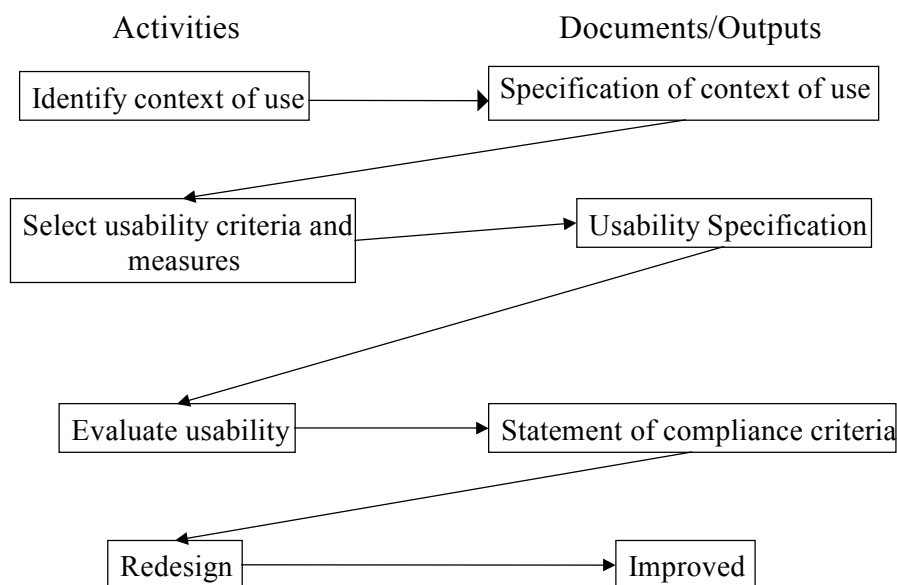 Activities
Documents/Outputs
Identify context of use
Specification of context of use
Select usability criteria and
measures
Usability Specification
Evaluate usability
Statement of compliance criteria
Redesign
Improved